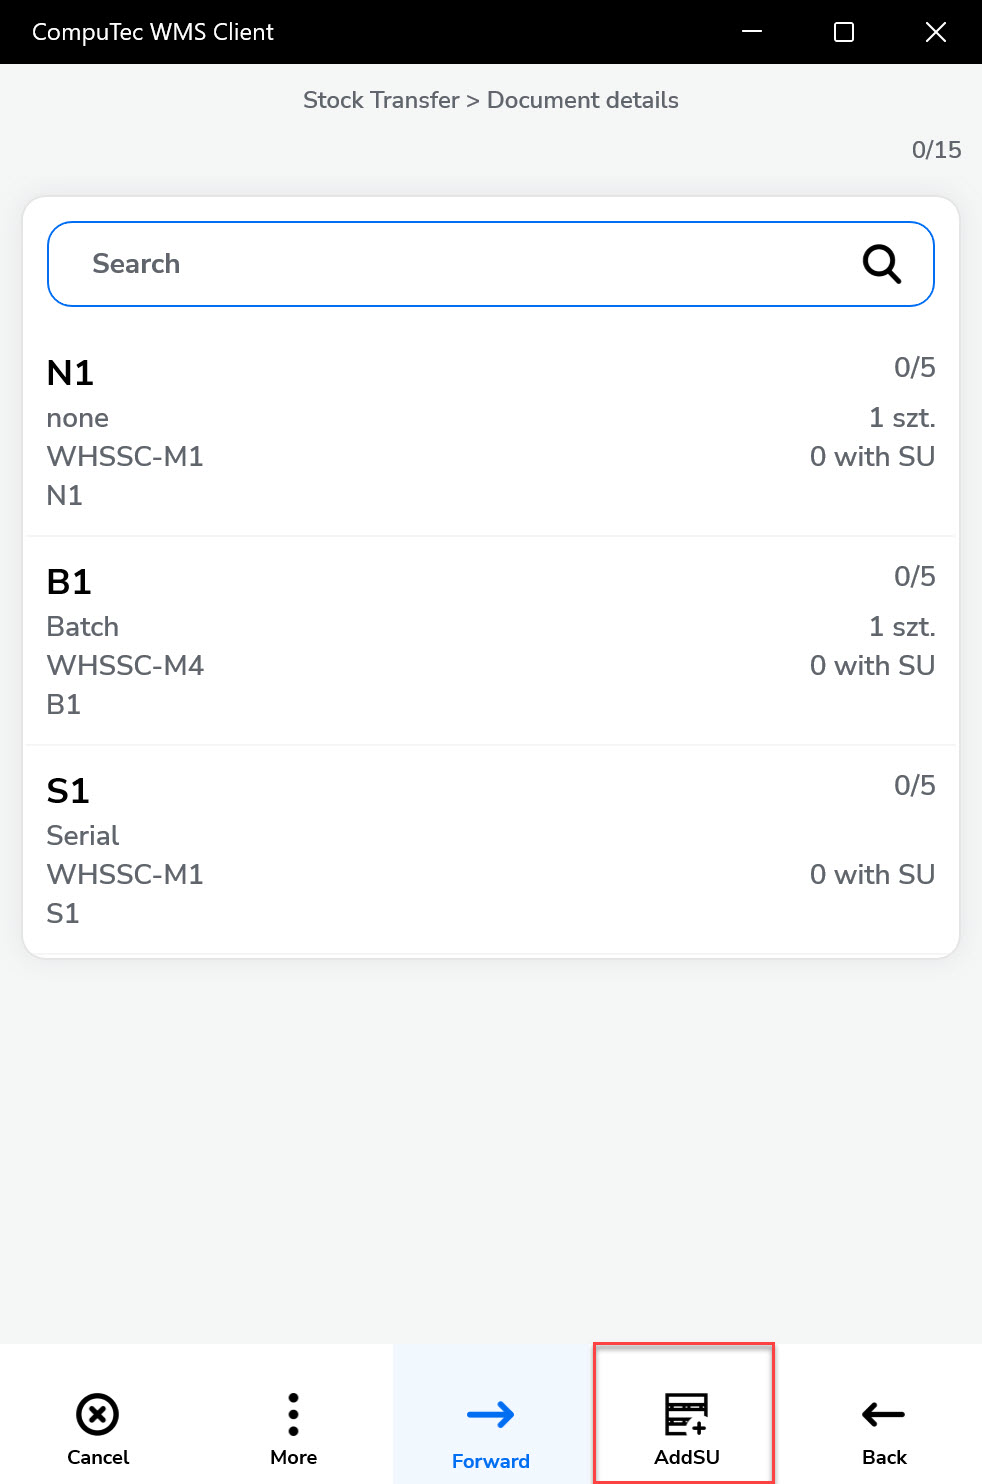 CompuTec WMS Client
Stock Transfer > Document details
0/15
Search
N1 0/5
none 1 szt.
WHSSC-M1 0 with SU
N1
B1 0/5
Batch 1 szt.
WHSSC-M4 0 with SU
B1
S1 0/5
Serial
WHSSC-M1 0 with SU
S1
Cancel More Forward AddSU Back